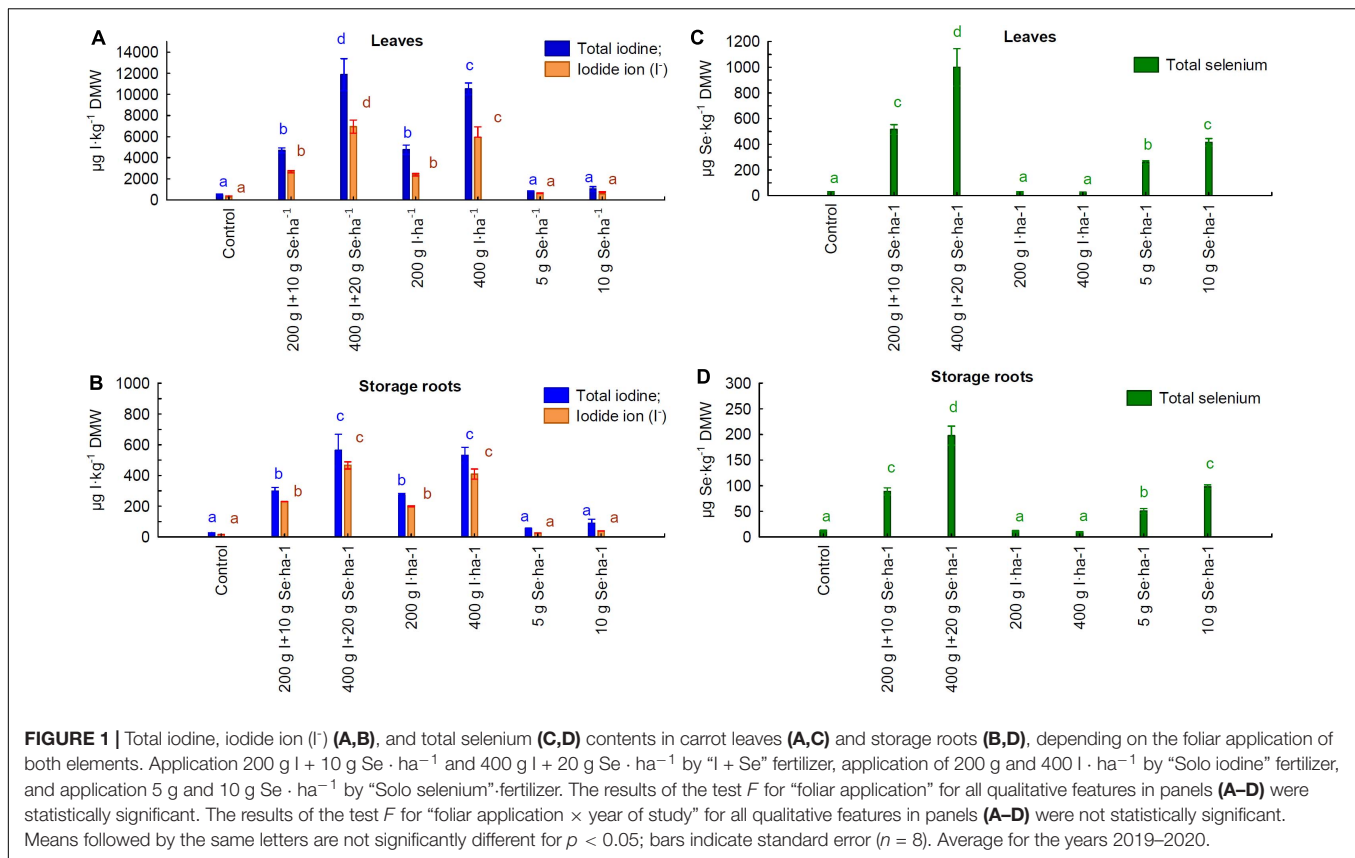 A
Leaves
Total iodine;
Iodide ion (I⁻)
µg I·kg⁻¹ DMW
14000
12000
10000
8000
6000
4000
2000
0
a
a
b
b
d
d
b
b
c
c
a
a
a
a
Control
200 g I+10 g Se·ha⁻¹
400 g I+20 g Se·ha⁻¹
200 g I·ha⁻¹
400 g I·ha⁻¹
5 g Se·ha⁻¹
10 g Se·ha⁻¹
C
Leaves
Total selenium
µg Se·kg⁻¹ DMW
1200
1000
800
600
400
200
0
a
c
d
a
a
b
c
Control
200 g I+10 g Se·ha-1
400 g I+20 g Se·ha-1
200 g I·ha-1
400 g I·ha-1
5 g Se·ha-1
10 g Se·ha-1
B
Storage roots
Total iodine;
Iodide ion (I⁻)
µg I·kg⁻¹ DMW
1000
800
600
400
200
0
a
a
b
b
c
c
b
b
c
c
a
a
a
a
Control
200 g I+10 g Se·ha-1
400 g I+20 g Se·ha-1
200 g I·ha-1
400 g I·ha-1
5 g Se·ha-1
10 g Se·ha-1
D
Storage roots
Total selenium
µg Se·kg⁻¹ DMW
300
250
200
150
100
50
0
a
c
d
a
a
b
c
Control
200 g I+10 g Se·ha-1
400 g I+20 g Se·ha-1
200 g I·ha-1
400 g I·ha-1
5 g Se·ha-1
10 g Se·ha-1
FIGURE 1 | Total iodine, iodide ion (I⁻) (A,B), and total selenium (C,D) contents in carrot leaves (A,C) and storage roots (B,D), depending on the foliar application of
both elements. Application 200 g I + 10 g Se · ha⁻¹ and 400 g I + 20 g Se · ha⁻¹ by “I + Se” fertilizer, application of 200 g and 400 I · ha⁻¹ by “Solo iodine” fertilizer,
and application 5 g and 10 g Se · ha⁻¹ by “Solo selenium”·fertilizer. The results of the test F for “foliar application” for all qualitative features in panels (A–D) were
statistically significant. The results of the test F for “foliar application × year of study” for all qualitative features in panels (A–D) were not statistically significant.
Means followed by the same letters are not significantly different for p < 0.05; bars indicate standard error (n = 8). Average for the years 2019–2020.